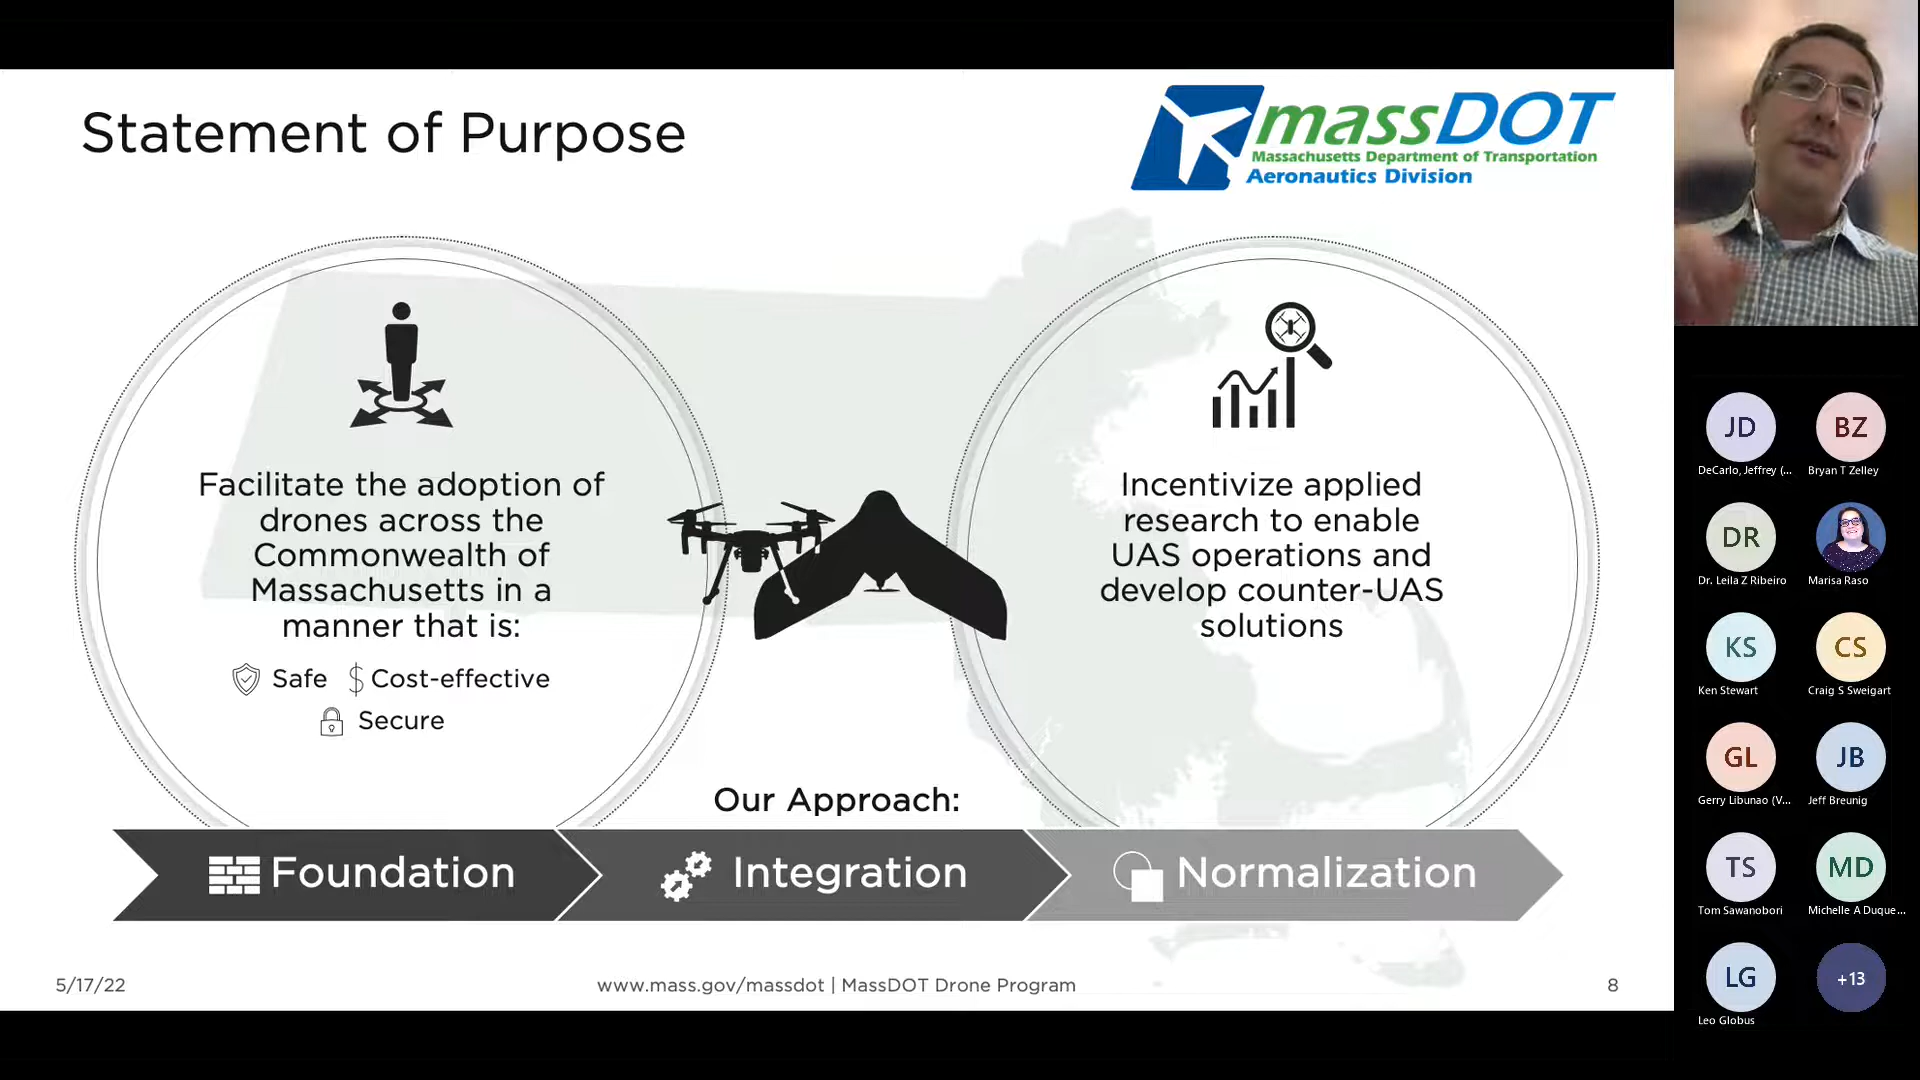 Statement of Purpose
massDOT
Massachusetts Department of Transportation
Aeronautics Division
Facilitate the adoption of
drones across the
Commonwealth of
Massachusetts in a
manner that is:
Safe $ Cost-effective
Secure
Incentivize applied
research to enable
UAS operations and
develop counter-UAS
solutions
Our Approach:
Foundation
Integration
Normalization
5/17/22
www.mass.gov/massdot | MassDOT Drone Program
8
JD
DeCarlo, Jeffrey (...
BZ
Bryan T Zelley
DR
Dr. Leila Z Ribeiro
Marisa Raso
KS
Ken Stewart
CS
Craig S Sweigart
GL
Gerry Libunao (V...
JB
Jeff Breunig
TS
Tom Sawanobori
MD
Michelle A Duque...
LG
Leo Globus
+13